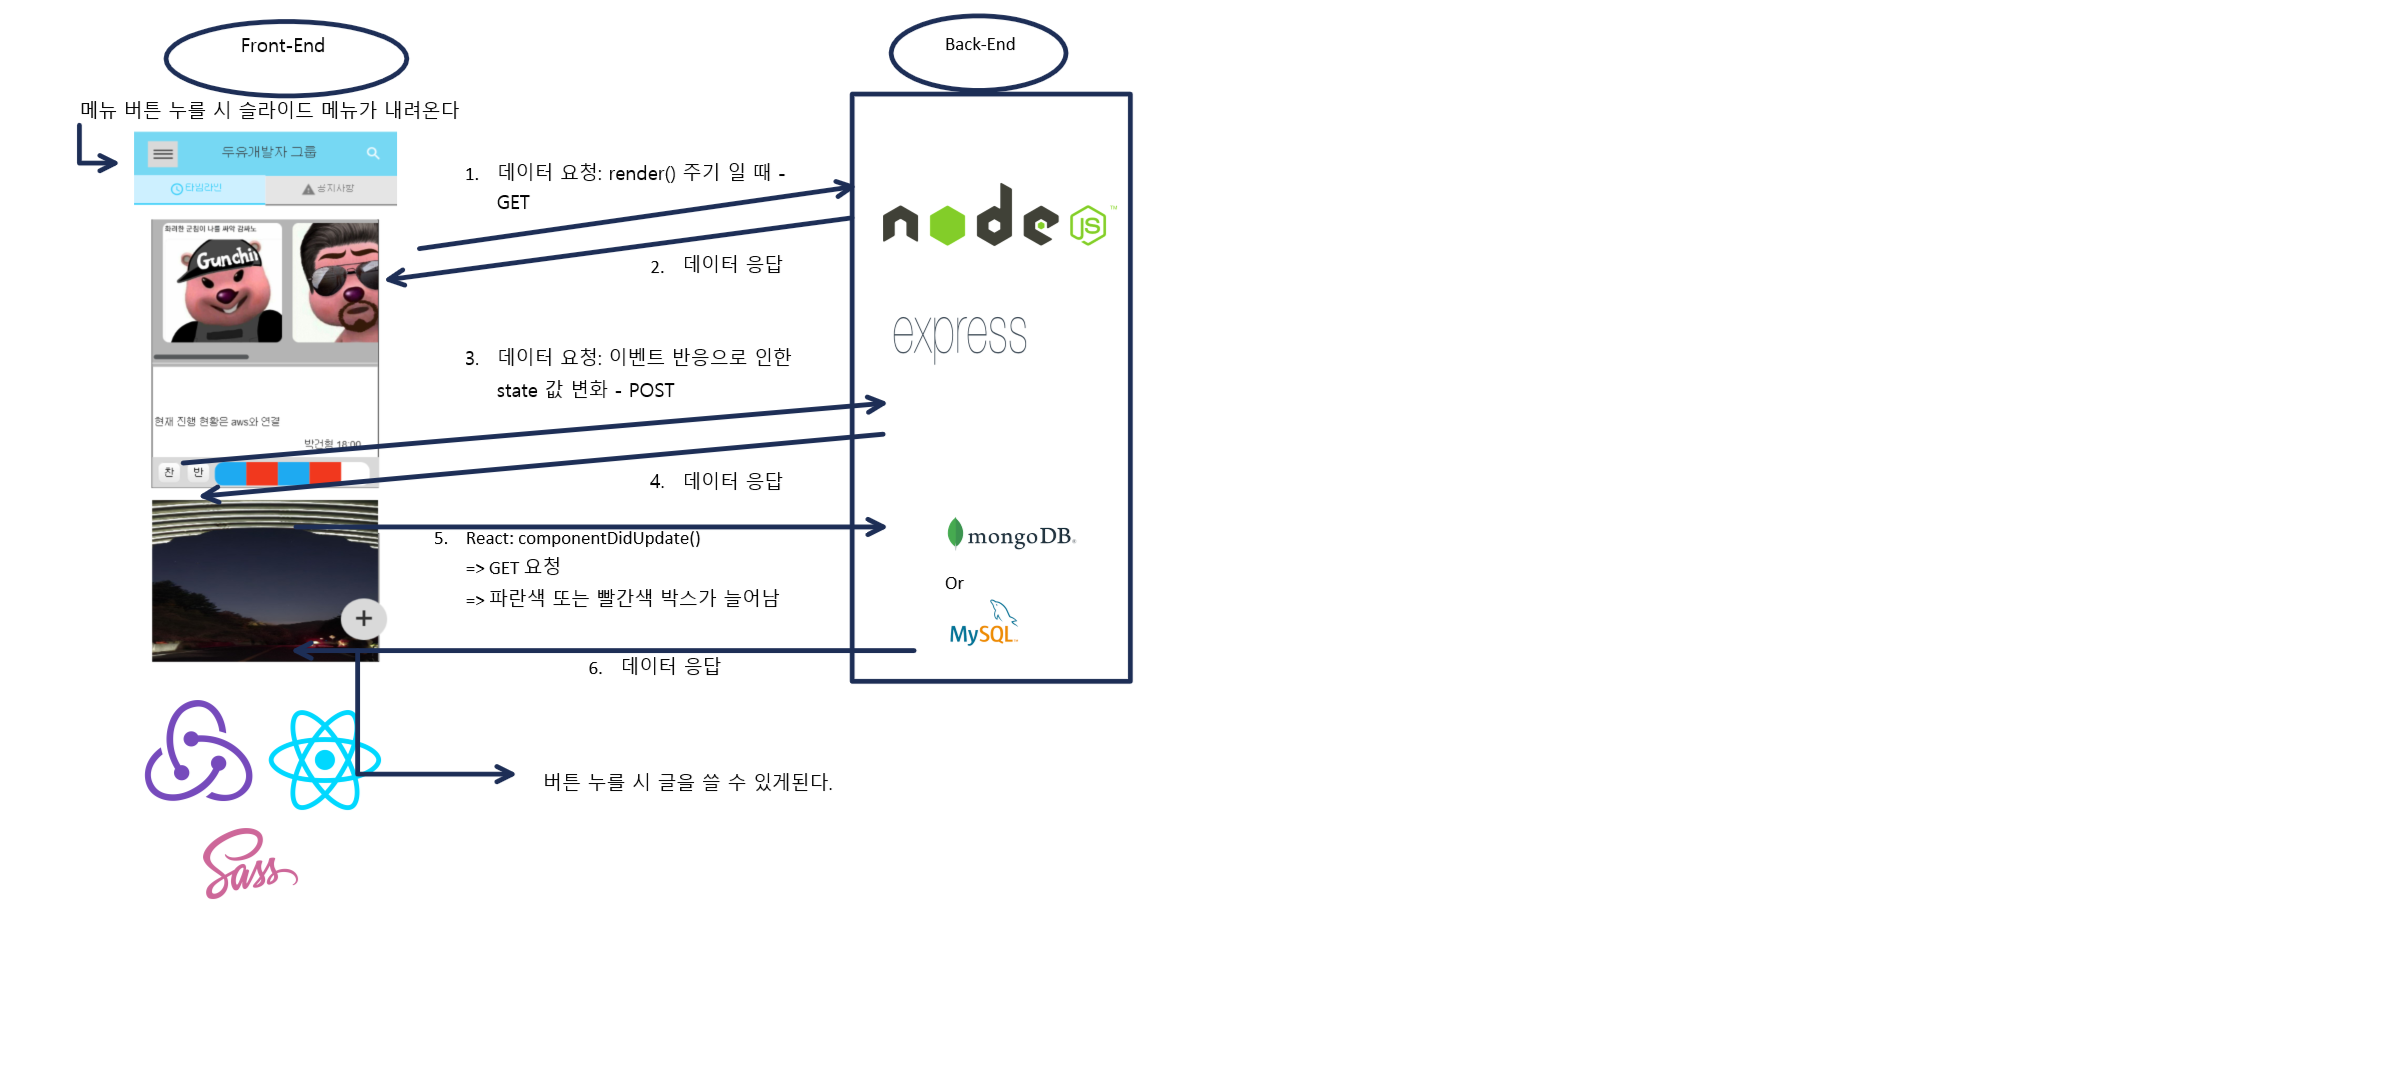 Front-End
Back-End
메뉴 버튼 누를 시 슬라이드 메뉴가 내려온다
두유개발자 그룹
타임라인
공지사항
1. 데이터 요청: render() 주기 일 때 -
GET
2. 데이터 응답
node JS™
화려한 군침이 나를 싸악 감싸노
Gunchin
express
3. 데이터 요청: 이벤트 반응으로 인한
state 값 변화 - POST
현재 진행 현황은 aws와 연결
박건형 18:00
찬
반
4. 데이터 응답
5. React: componentDidUpdate()
=> GET 요청
=> 파란색 또는 빨간색 박스가 늘어남
mongoDB®
Or
MySQL™
+
6. 데이터 응답
버튼 누를 시 글을 쓸 수 있게된다.
Sass